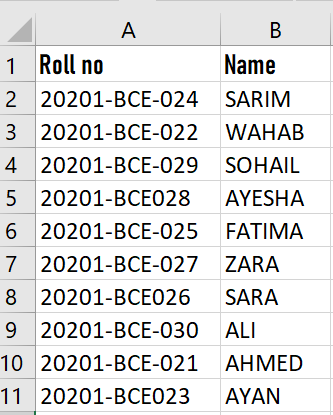 A B
1 Roll no Name
2 20201-BCE-024 SARIM
3 20201-BCE-022 WAHAB
4 20201-BCE-029 SOHAIL
5 20201-BCE028 AYESHA
6 20201-BCE-025 FATIMA
7 20201-BCE-027 ZARA
8 20201-BCE026 SARA
9 20201-BCE-030 ALI
10 20201-BCE-021 AHMED
11 20201-BCE023 AYAN